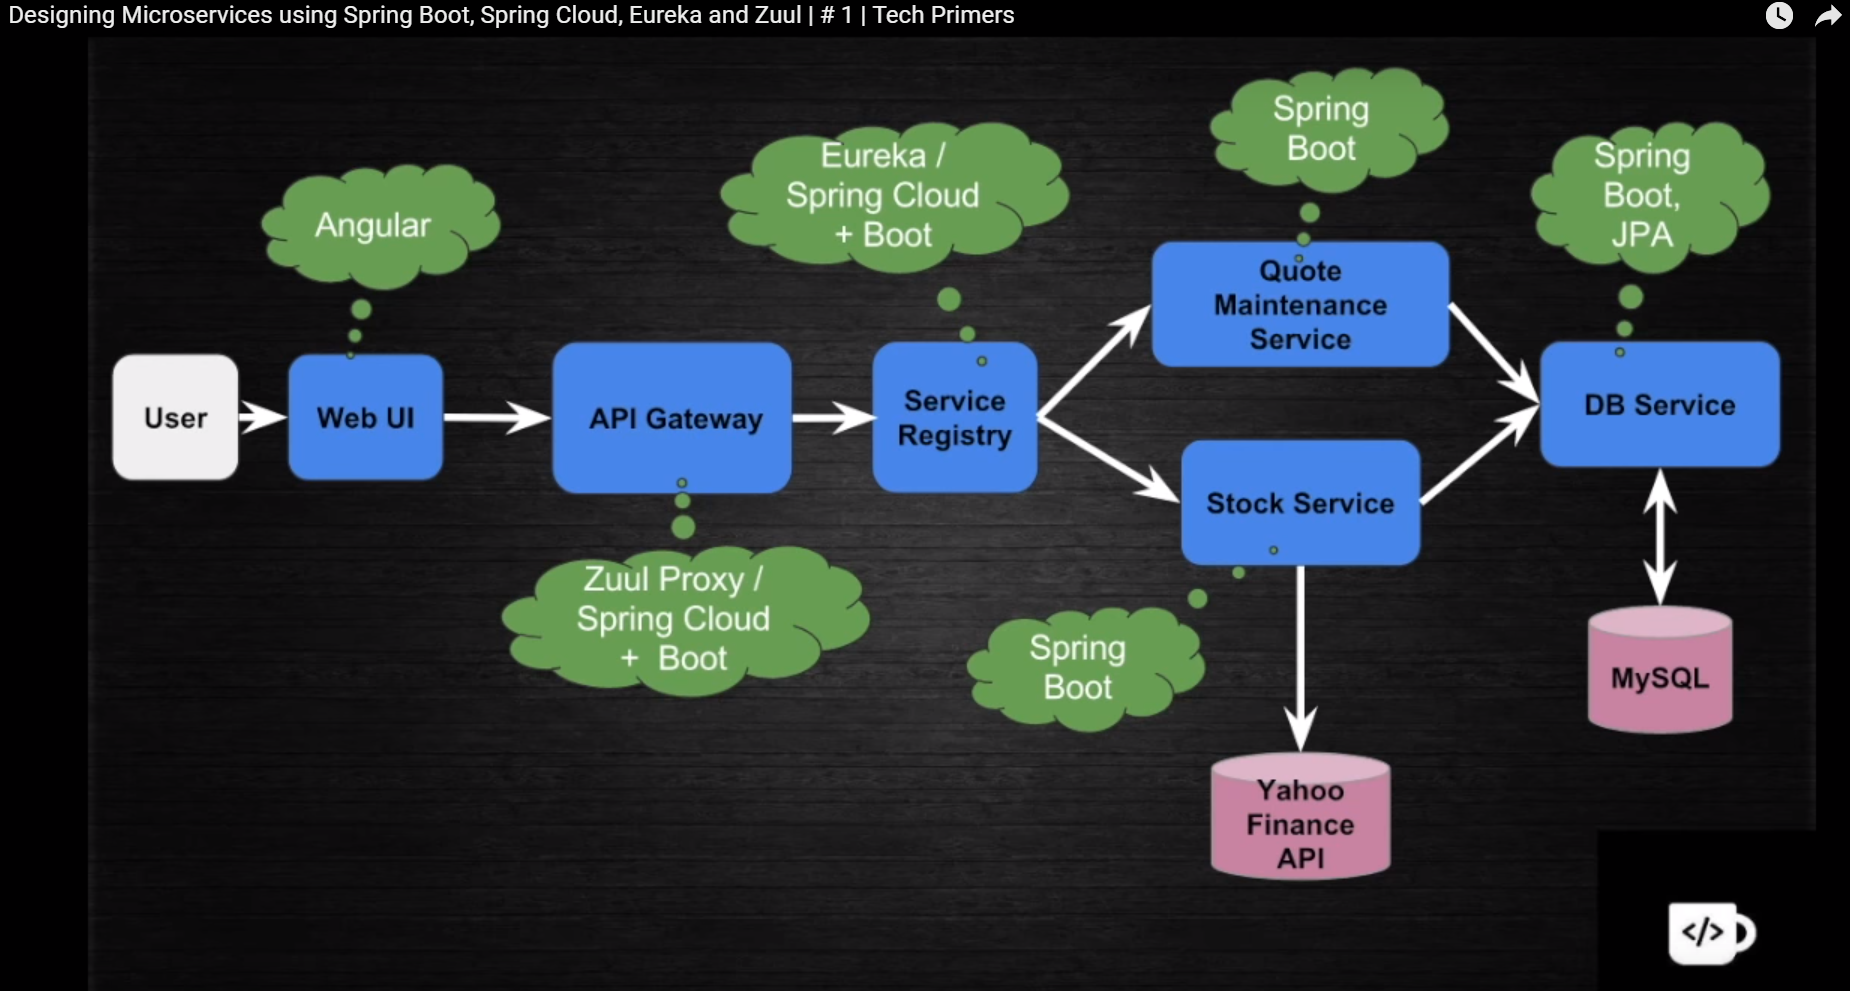 Designing Microservices using Spring Boot, Spring Cloud, Eureka and Zuul | # 1 | Tech Primers
Angular
Eureka /
Spring Cloud
+ Boot
Spring
Boot
Spring
Boot,
JPA
User
Web UI
API Gateway
Service
Registry
Quote
Maintenance
Service
Stock Service
DB Service
Zuul Proxy /
Spring Cloud
+ Boot
Spring
Boot
Yahoo
Finance
API
MySQL
</>